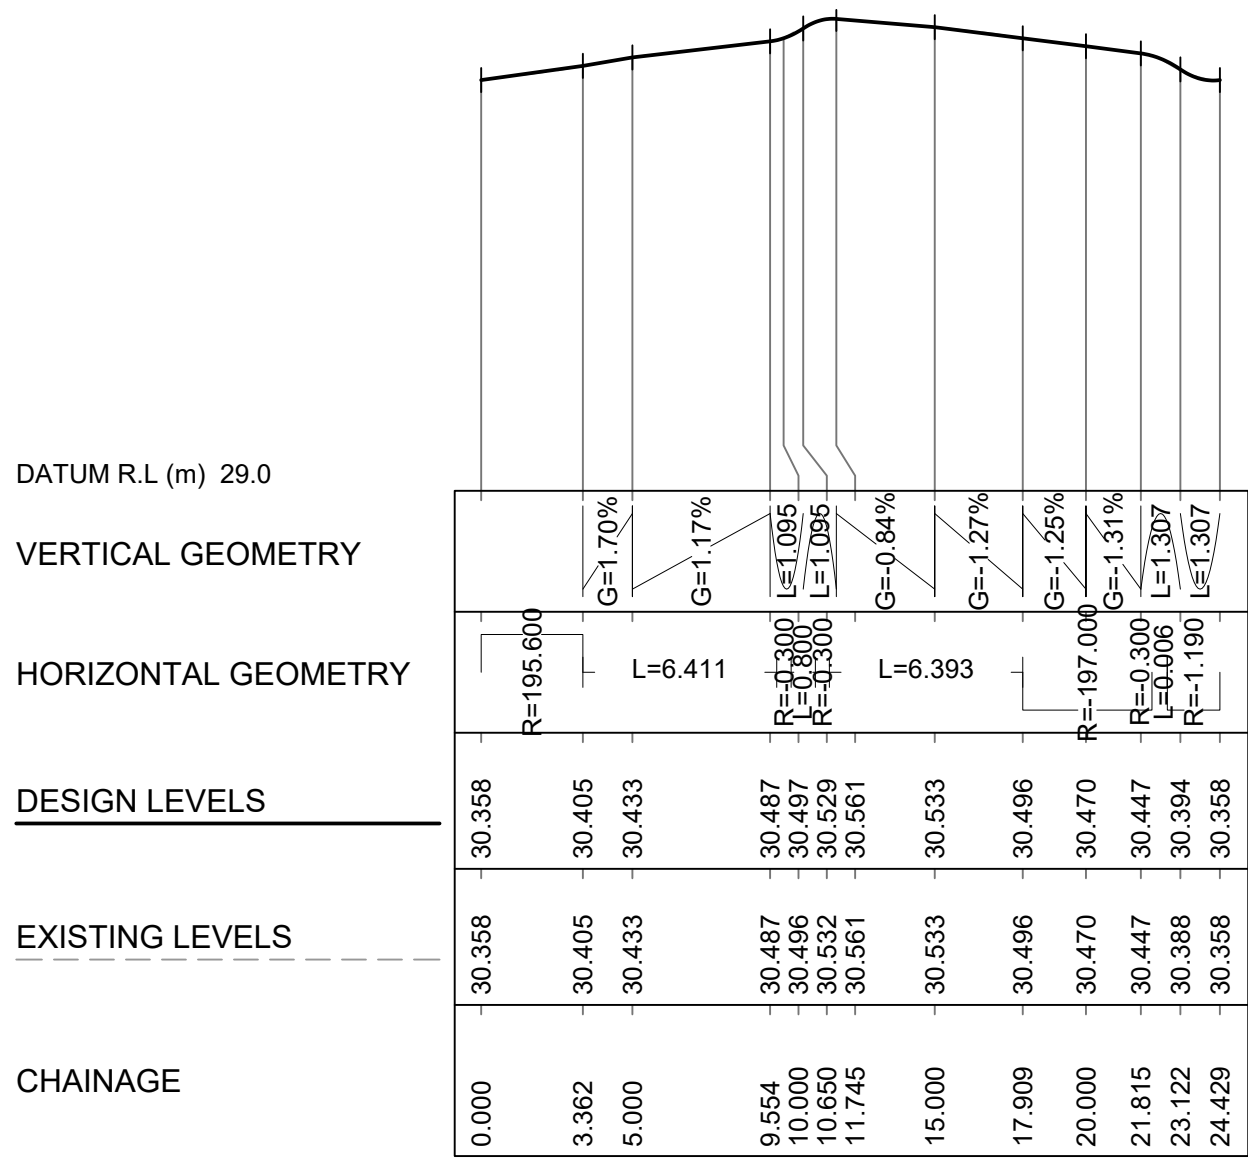 DATUM R.L (m) 29.0
VERTICAL GEOMETRY
G=1.70%
G=1.17%
L=1.095
L=1.095
G=-0.84%
G=-1.27%
G=-1.25%
G=-1.31%
L=1.307
L=1.307
HORIZONTAL GEOMETRY
R=195.600
L=6.411
R=-0.300
L=0.800
R=-0.300
L=6.393
R=-197.000
R=-0.300
L=0.006
R=-1.190
DESIGN LEVELS
30.358
30.405
30.433
30.487
30.497
30.529
30.561
30.533
30.496
30.470
30.447
30.394
30.358
EXISTING LEVELS
30.358
30.405
30.433
30.487
30.496
30.532
30.561
30.533
30.496
30.470
30.447
30.388
30.358
CHAINAGE
0.000
3.362
5.000
9.554
10.000
10.650
11.745
15.000
17.909
20.000
21.815
23.122
24.429